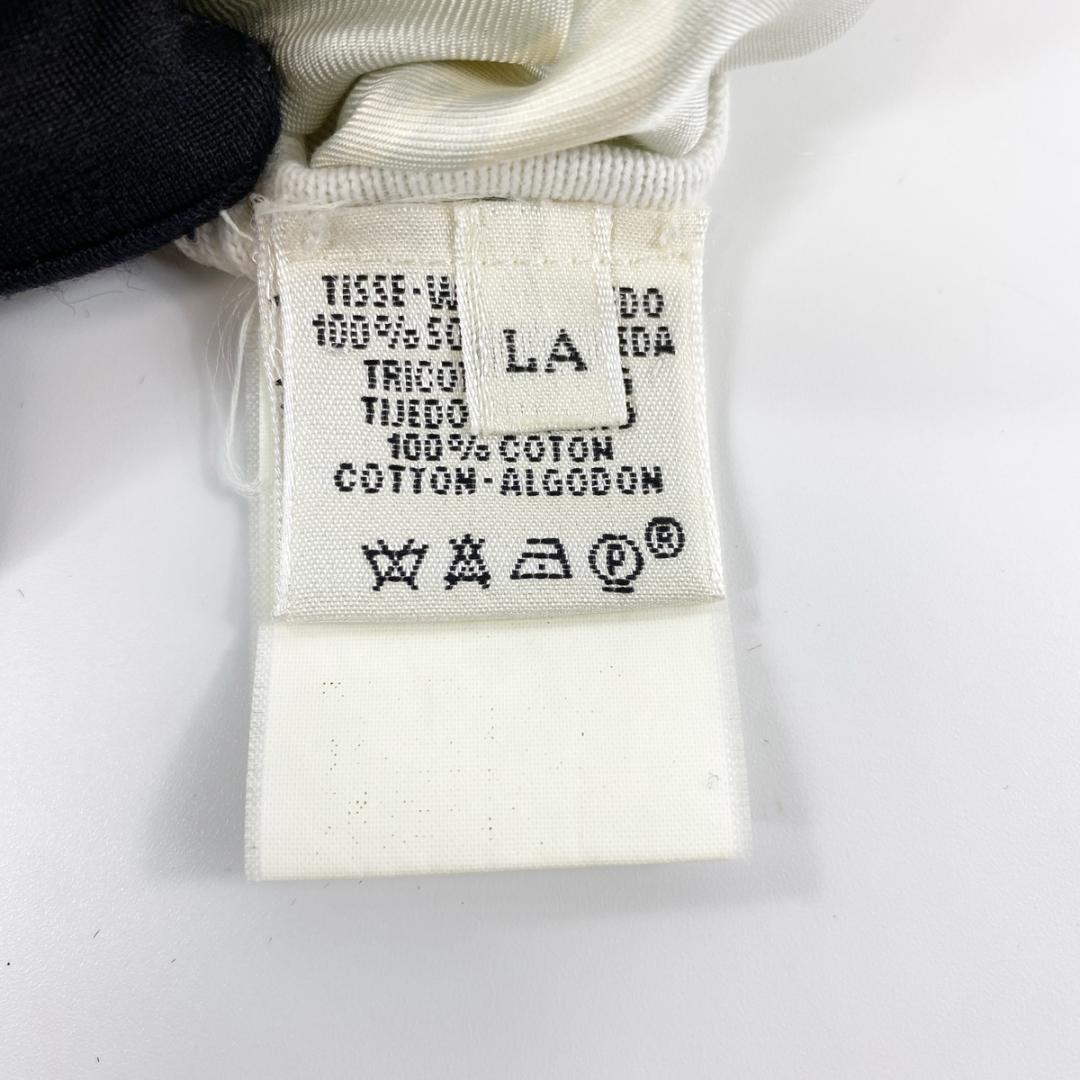 TISSE-W DO
100% SO EDA
LA
TRICO
TIJEDO
100% COTON
COTTON-ALGODON
P ®